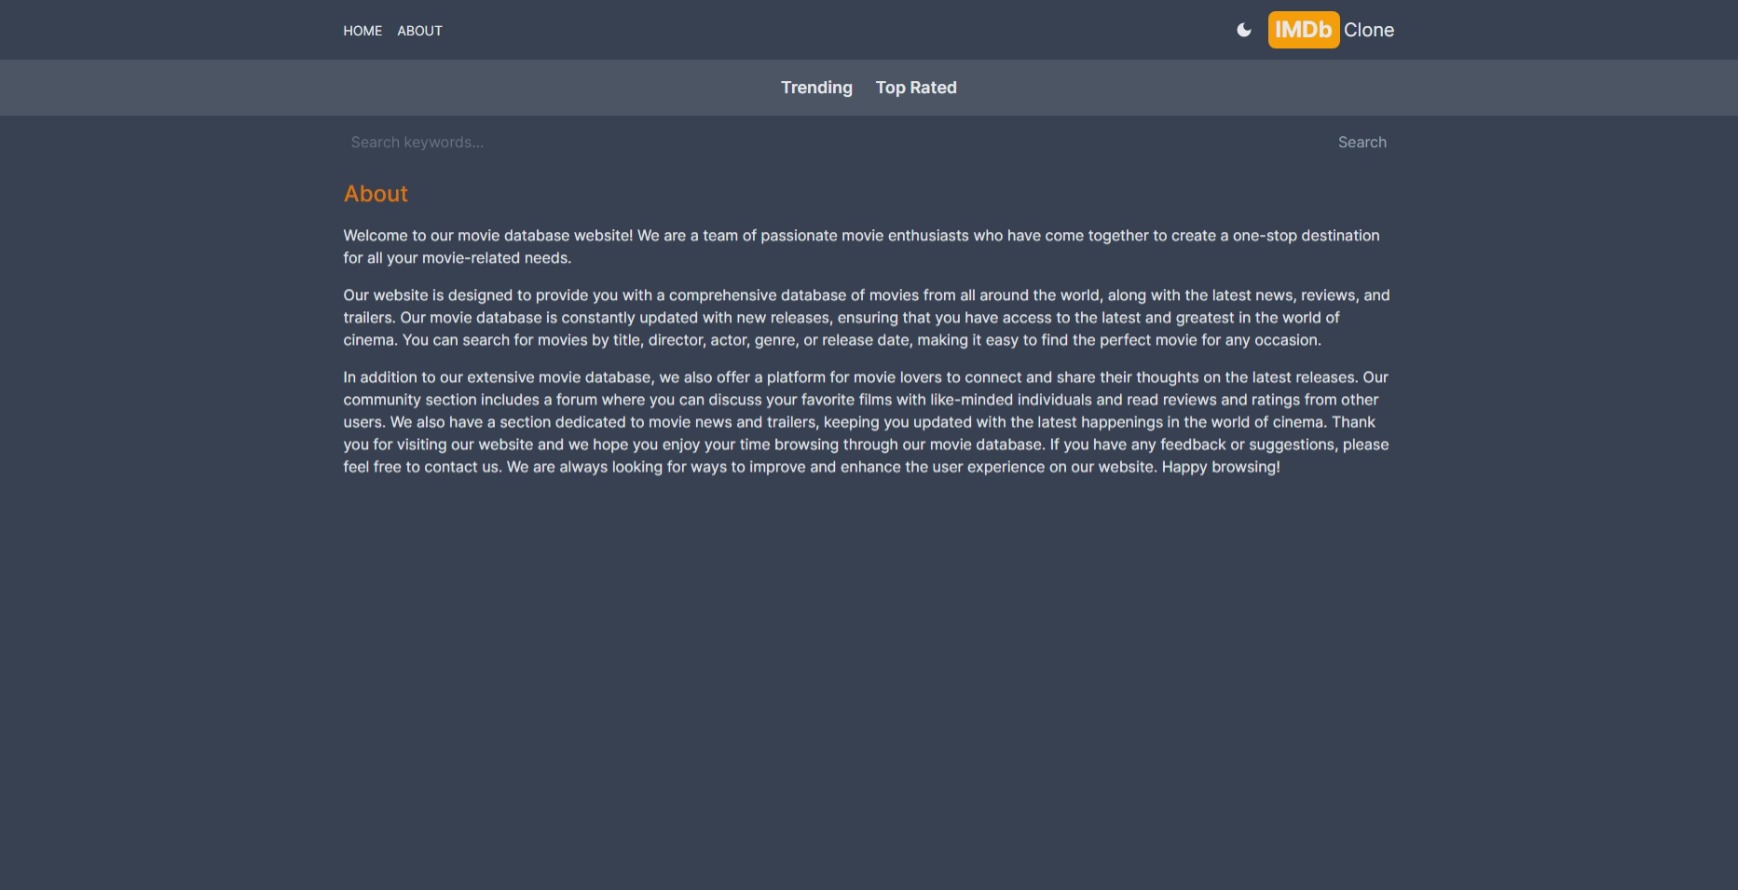 HOME ABOUT IMDb Clone
Trending Top Rated
Search keywords... Search
About
Welcome to our movie database website! We are a team of passionate movie enthusiasts who have come together to create a one-stop destination
for all your movie-related needs.
Our website is designed to provide you with a comprehensive database of movies from all around the world, along with the latest news, reviews, and
trailers. Our movie database is constantly updated with new releases, ensuring that you have access to the latest and greatest in the world of
cinema. You can search for movies by title, director, actor, genre, or release date, making it easy to find the perfect movie for any occasion.
In addition to our extensive movie database, we also offer a platform for movie lovers to connect and share their thoughts on the latest releases. Our
community section includes a forum where you can discuss your favorite films with like-minded individuals and read reviews and ratings from other
users. We also have a section dedicated to movie news and trailers, keeping you updated with the latest happenings in the world of cinema. Thank
you for visiting our website and we hope you enjoy your time browsing through our movie database. If you have any feedback or suggestions, please
feel free to contact us. We are always looking for ways to improve and enhance the user experience on our website. Happy browsing!